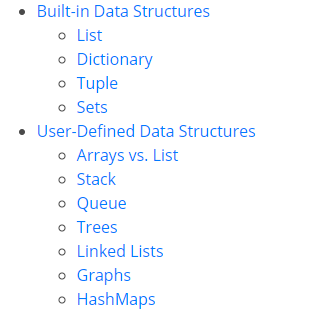 Built-in Data Structures
List
Dictionary
Tuple
Sets
User-Defined Data Structures
Arrays vs. List
Stack
Queue
Trees
Linked Lists
Graphs
HashMaps